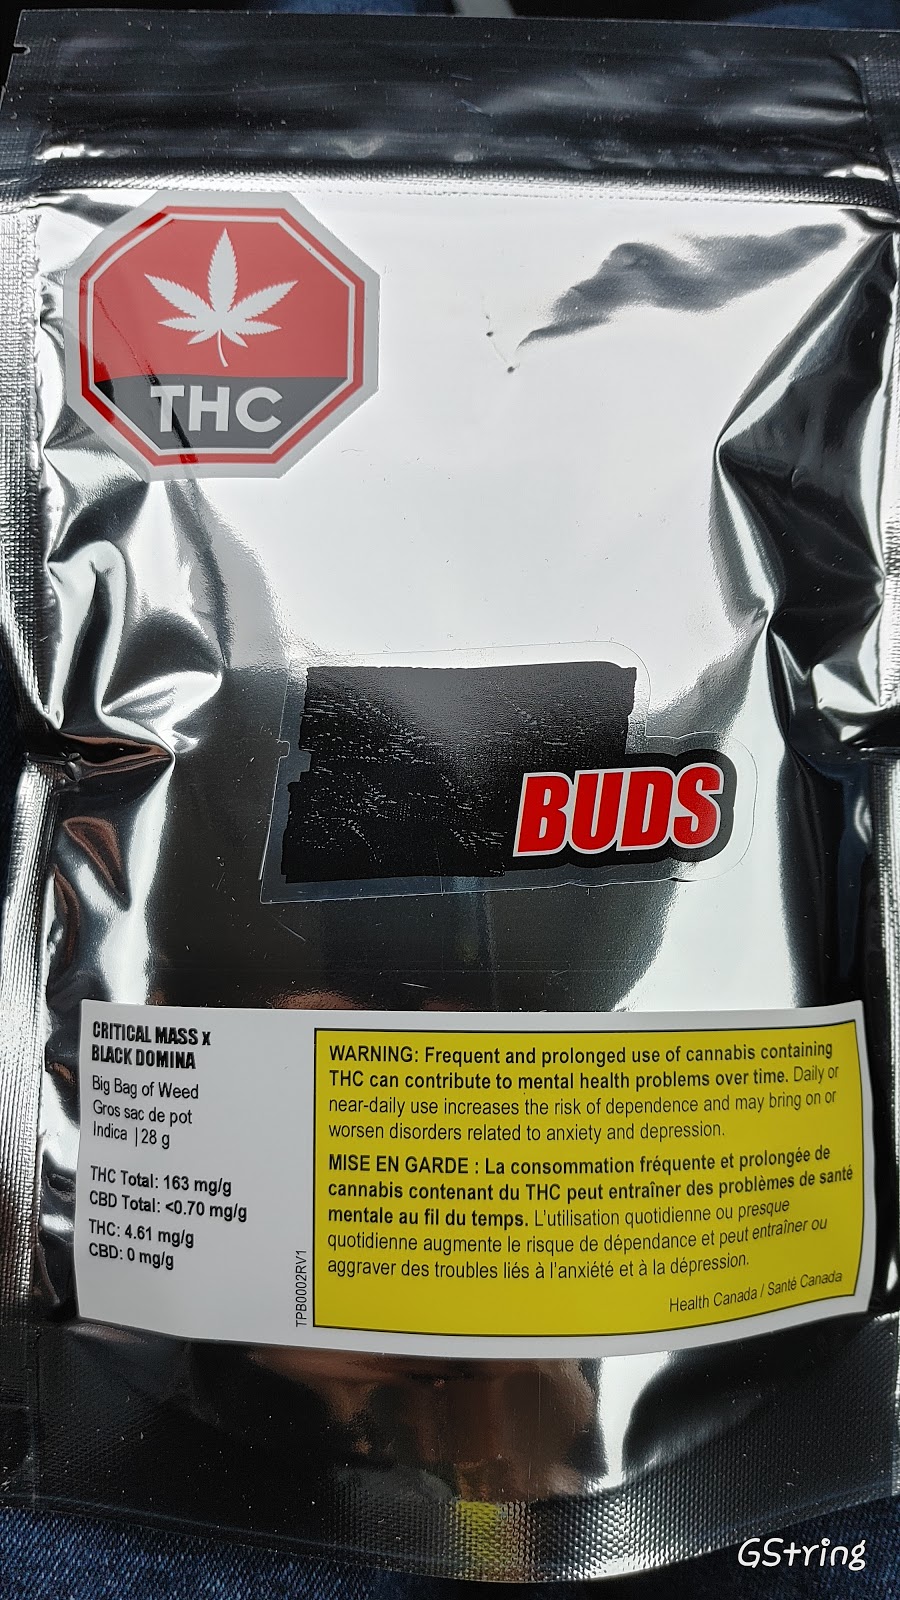 THC
BUDS
CRITICAL MASS x
BLACK DOMINA
Big Bag of Weed
Gros sac de pot
Indica | 28 g
THC Total: 163 mg/g
CBD Total: <0.70 mg/g
THC: 4.61 mg/g
CBD: 0 mg/g
TPB0002RV1
WARNING: Frequent and prolonged use of cannabis containing
THC can contribute to mental health problems over time. Daily or
near-daily use increases the risk of dependence and may bring on or
worsen disorders related to anxiety and depression.
MISE EN GARDE : La consommation fréquente et prolongée de
cannabis contenant du THC peut entraîner des problèmes de santé
mentale au fil du temps. L'utilisation quotidienne ou presque
quotidienne augmente le risque de dépendance et peut entraîner ou
aggraver des troubles liés à l'anxiété et à la dépression.
Health Canada / Santé Canada
GString